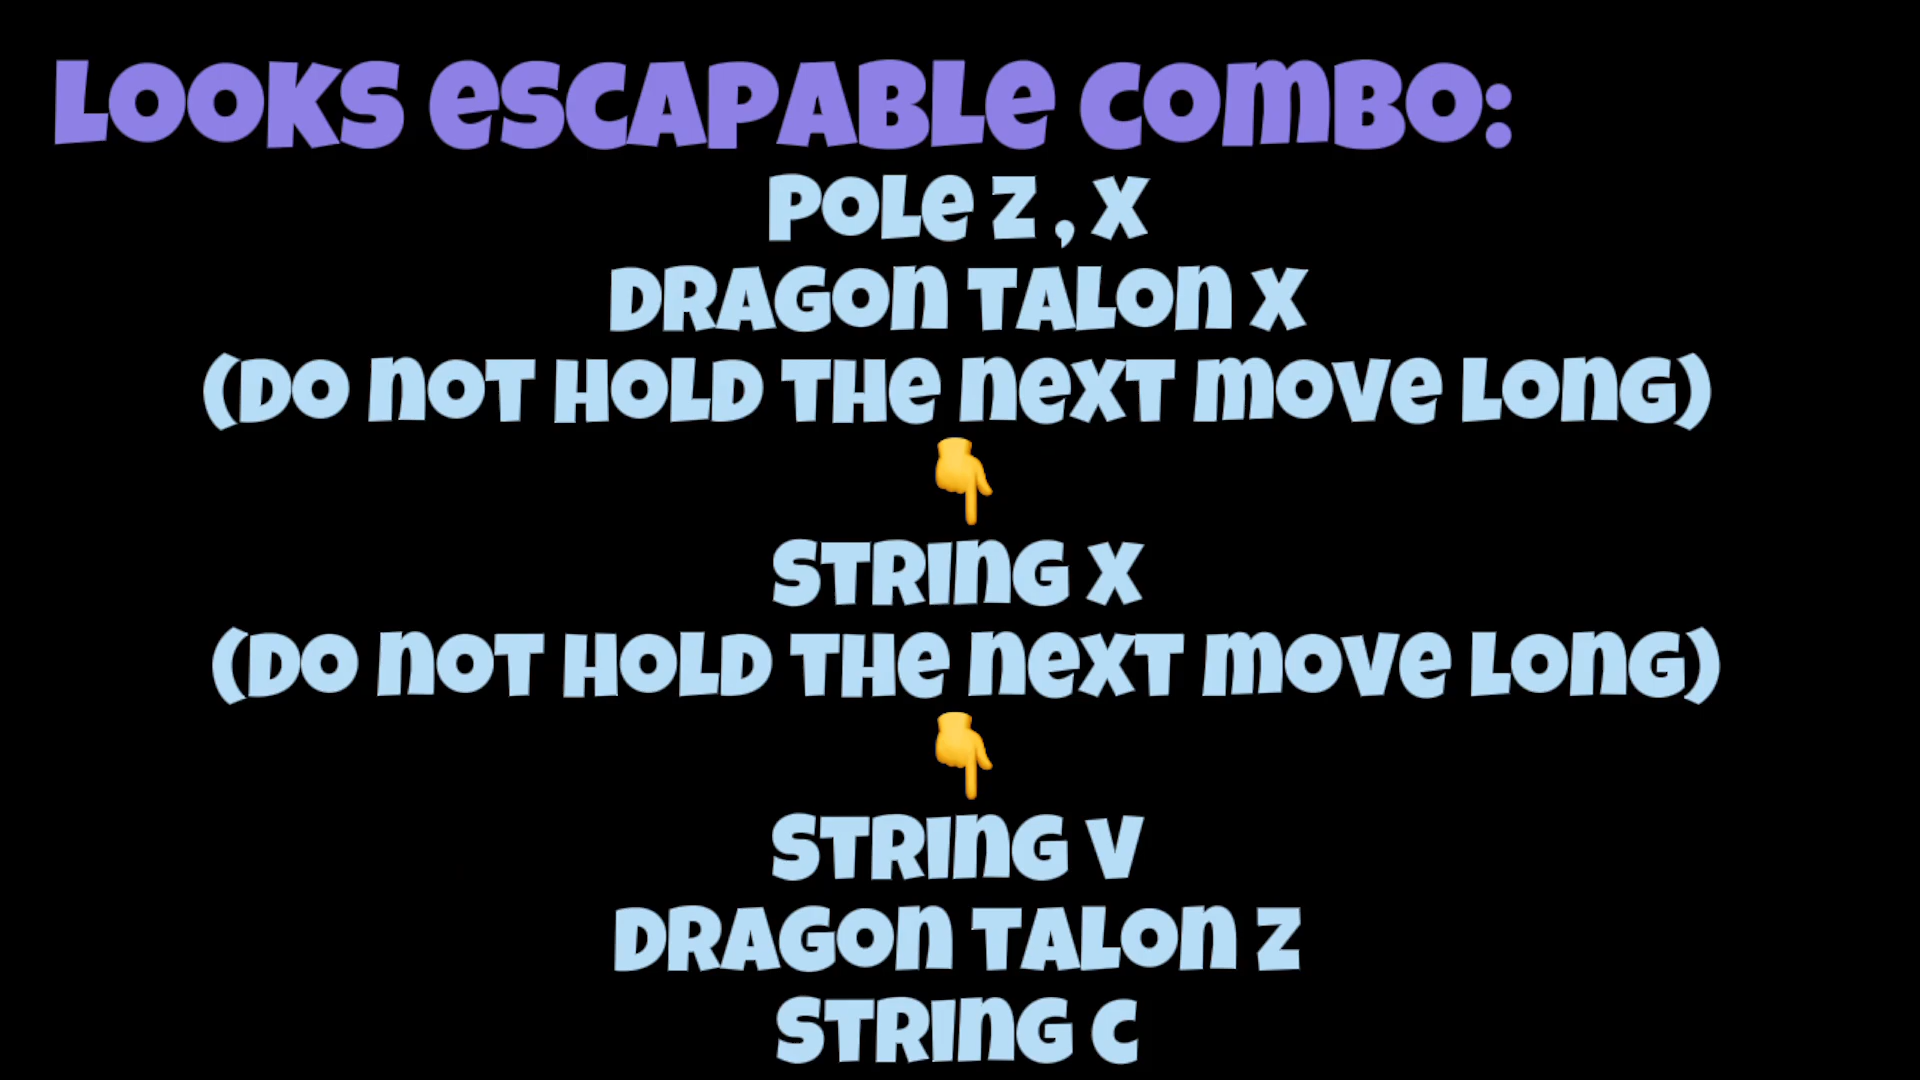 LOOKS ESCAPABLE COMBO:
POLE Z , X
DRAGON TALON X
(DO NOT HOLD THE NEXT MOVE LONG)
👇
STRING X
(DO NOT HOLD THE NEXT MOVE LONG)
👇
STRING V
DRAGON TALON Z
STRING C